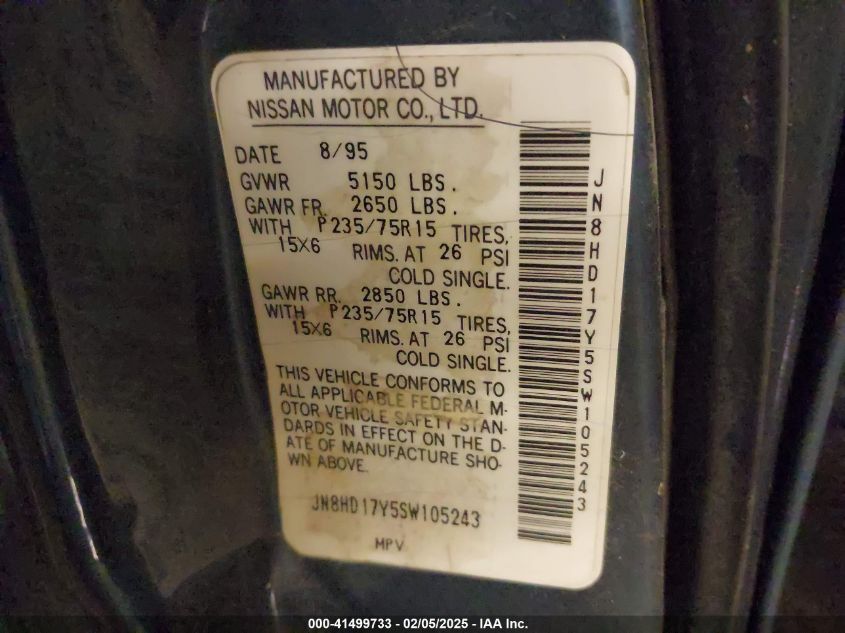 MANUFACTURED BY
NISSAN MOTOR CO., LTD.
DATE 8/95
GVWR 5150 LBS.
GAWR FR. 2650 LBS.
WITH P235/75R15 TIRES,
15X6 RIMS. AT 26 PSI
COLD SINGLE.
GAWR RR. 2850 LBS.
WITH P235/75R15 TIRES,
15X6 RIMS. AT 26 PSI
COLD SINGLE.
THIS VEHICLE CONFORMS TO
ALL APPLICABLE FEDERAL M-
OTOR VEHICLE SAFETY STAN-
DARDS IN EFFECT ON THE D-
ATE OF MANUFACTURE SHO-
WN ABOVE.
JN8HD17Y5SW105243
MPV
JN8HD17Y5SW105243
000-41499733 - 02/05/2025 - IAA Inc.